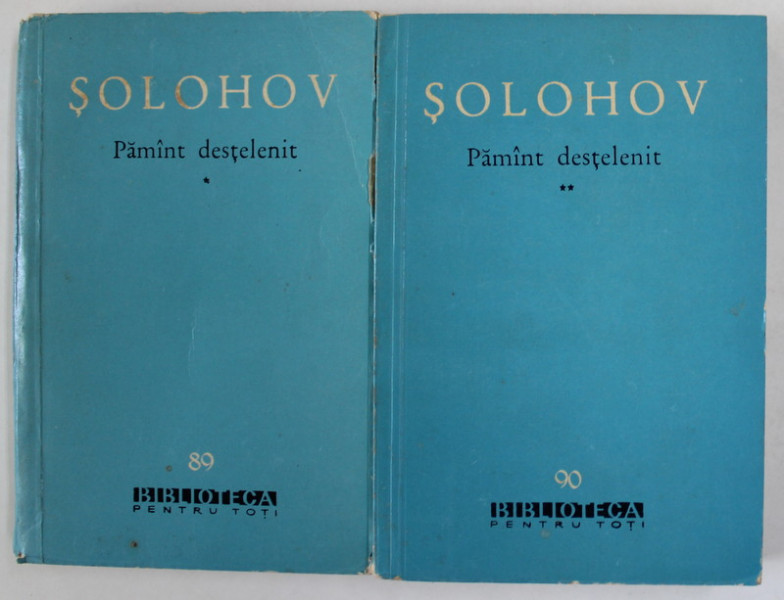 ȘOLOHOV
Pămînt desțelenit
*
89
BIBLIOTECA
PENTRU TOȚI
ȘOLOHOV
Pămînt desțelenit
**
90
BIBLIOTECA
PENTRU TOȚI